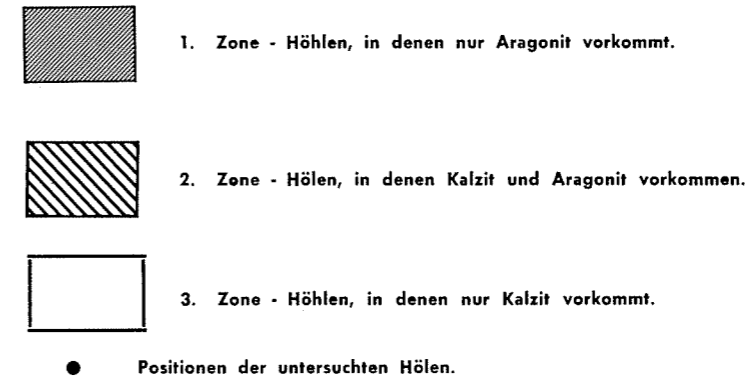 1. Zone - Höhlen, in denen nur Aragonit vorkommt.
2. Zone - Hölen, in denen Kalzit und Aragonit vorkommen.
3. Zone - Höhlen, in denen nur Kalzit vorkommt.
Positionen der untersuchten Hölen.